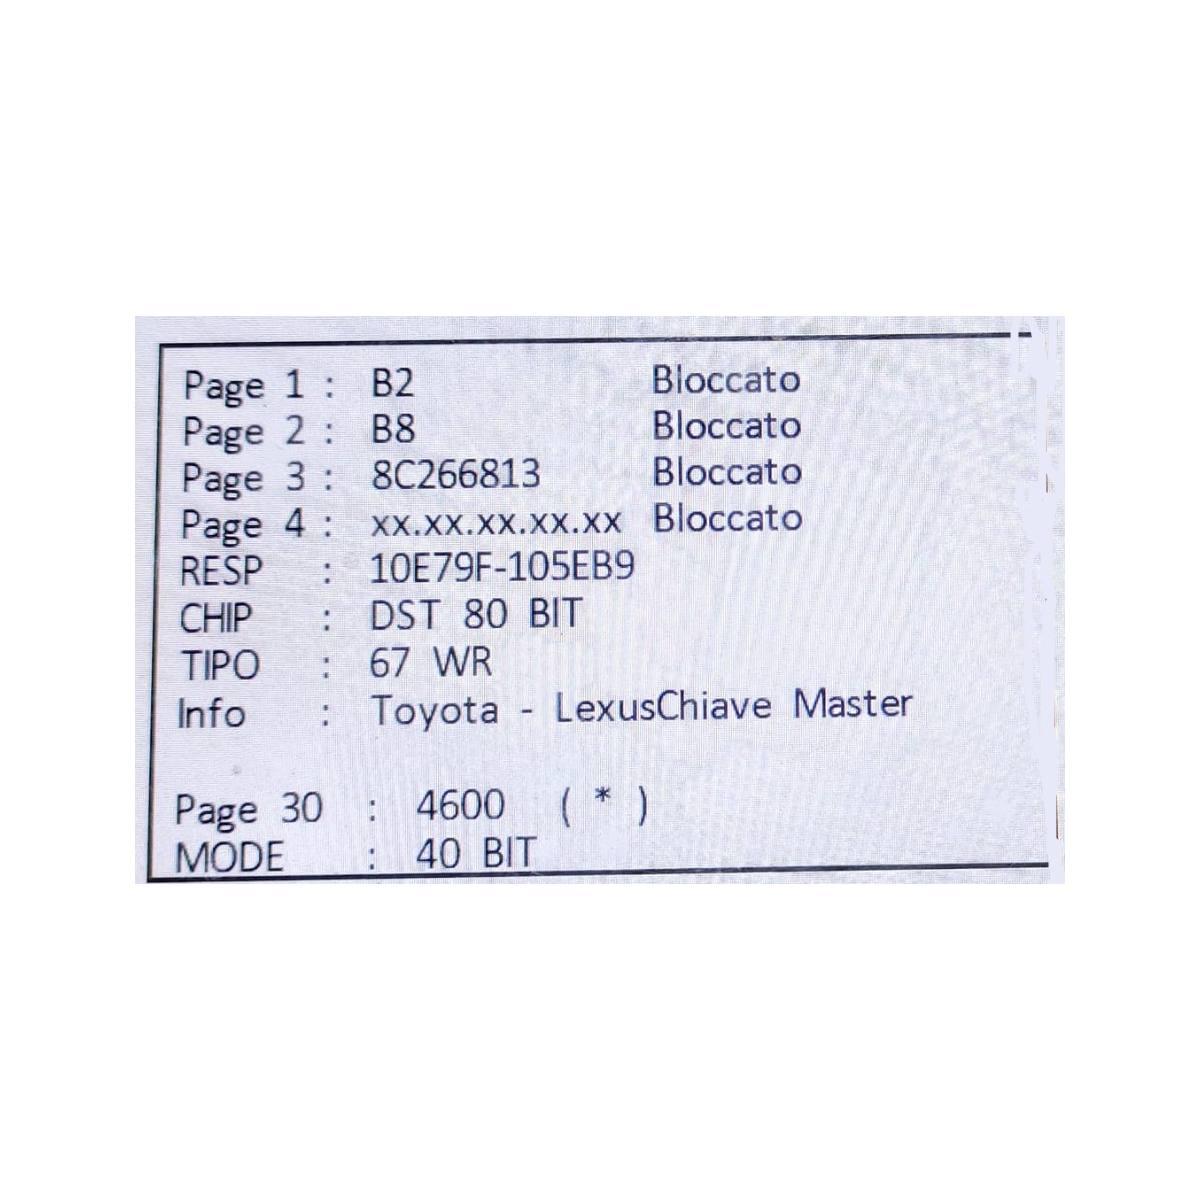 Page 1 : B2 Bloccato
Page 2 : B8 Bloccato
Page 3 : 8C266813 Bloccato
Page 4 : xx.xx.xx.xx.xx Bloccato
RESP : 10E79F-105EB9
CHIP : DST 80 BIT
TIPO : 67 WR
Info : Toyota - LexusChiave Master
Page 30 : 4600 ( * )
MODE : 40 BIT